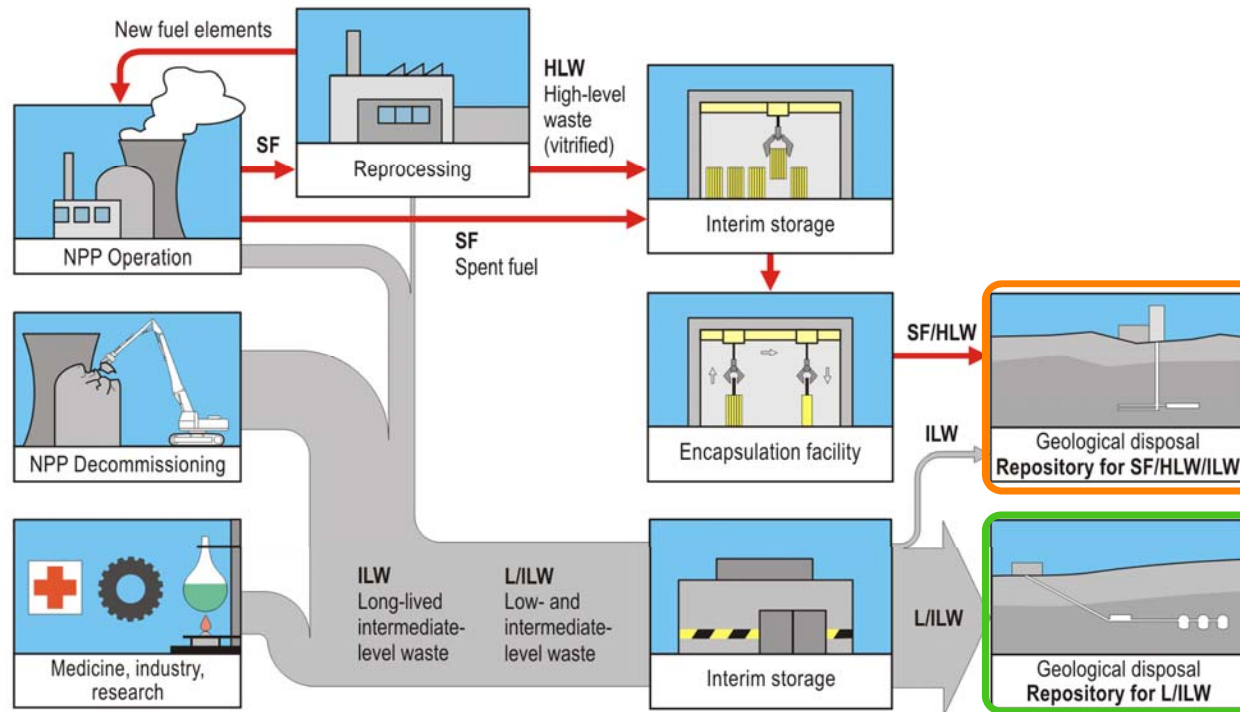 New fuel elements
Reprocessing
HLW
High-level
waste
(vitrified)
SF
NPP Operation
SF
Spent fuel
Interim storage
NPP Decommissioning
Encapsulation facility
SF/HLW
ILW
Geological disposal
Repository for SF/HLW/ILW
Medicine, industry,
research
ILW
Long-lived
intermediate-
level waste
L/ILW
Low- and
intermediate-
level waste
Interim storage
L/ILW
Geological disposal
Repository for L/ILW